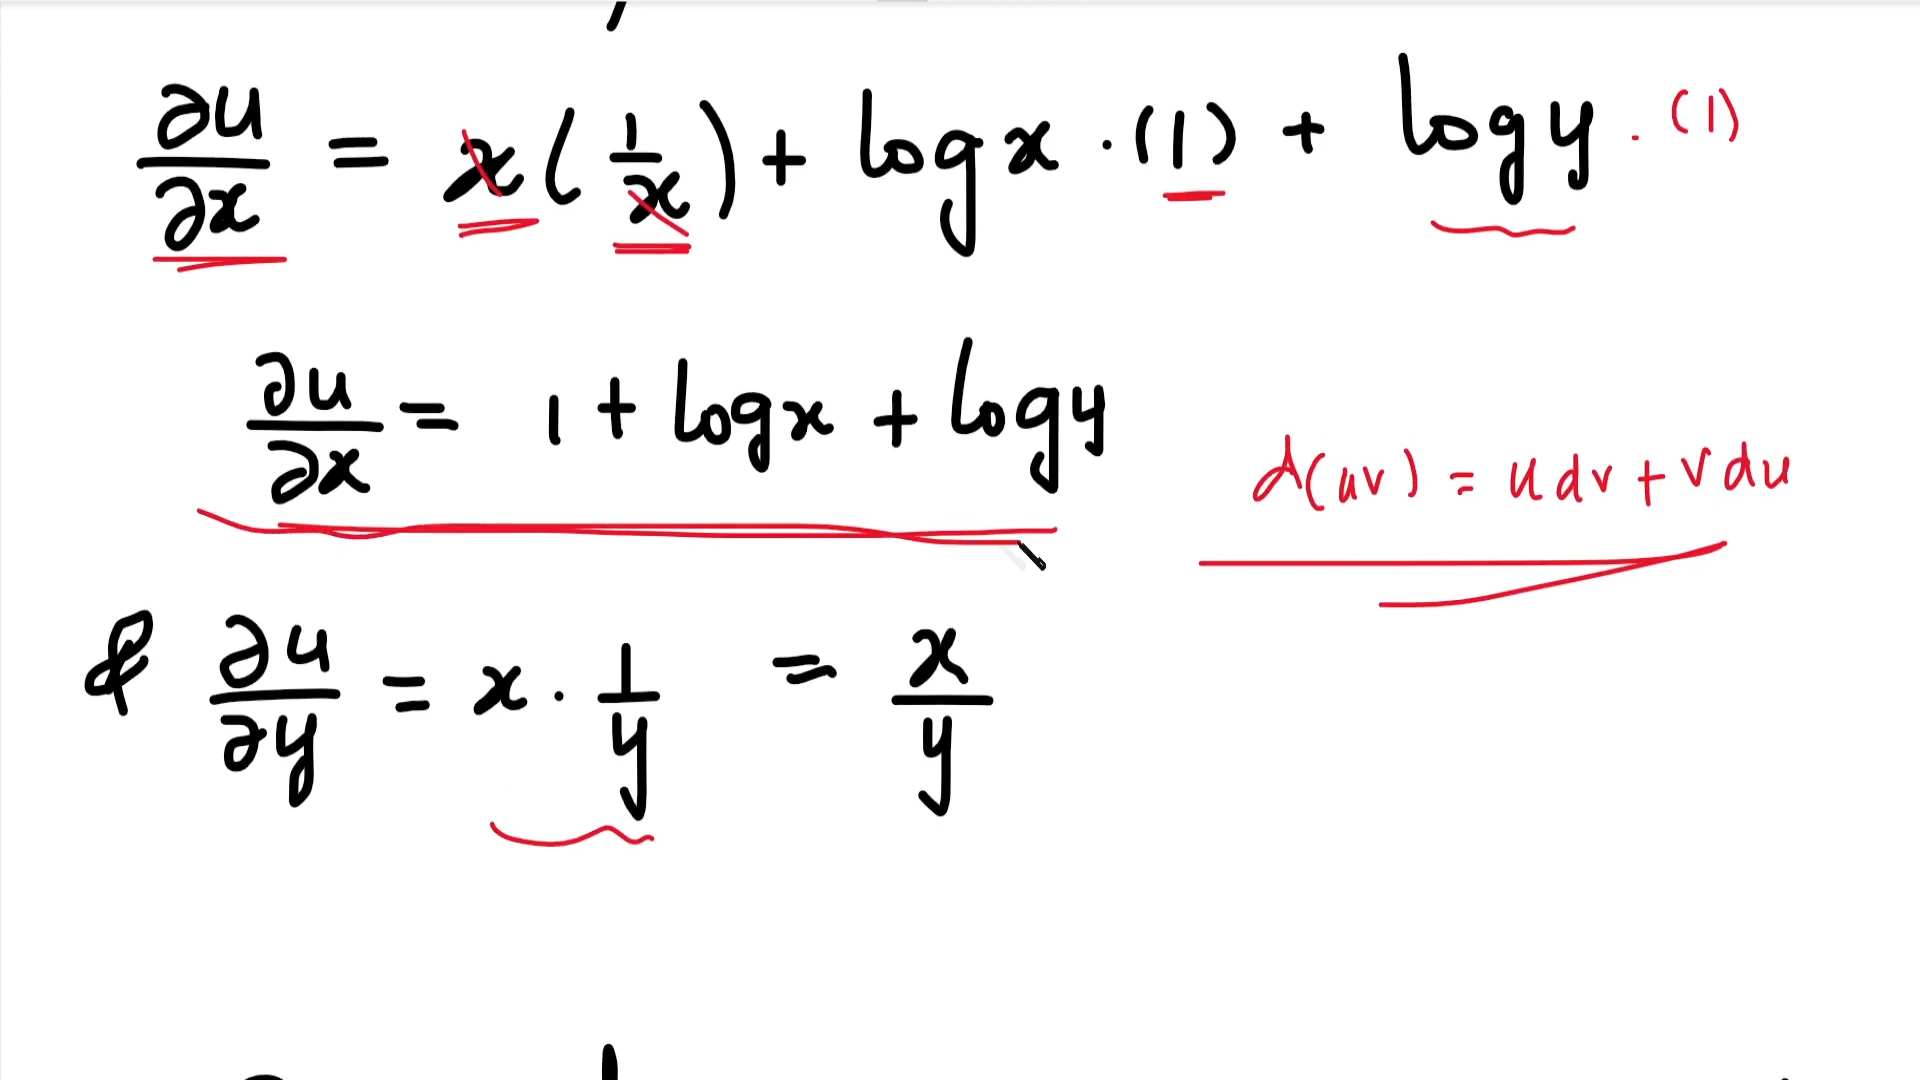 ∂u/∂x = x(1/x) + log x · (1) + log y · (1)
∂u/∂x = 1 + log x + log y
d(uv) = u dv + v du
& ∂u/∂y = x · 1/y = x/y